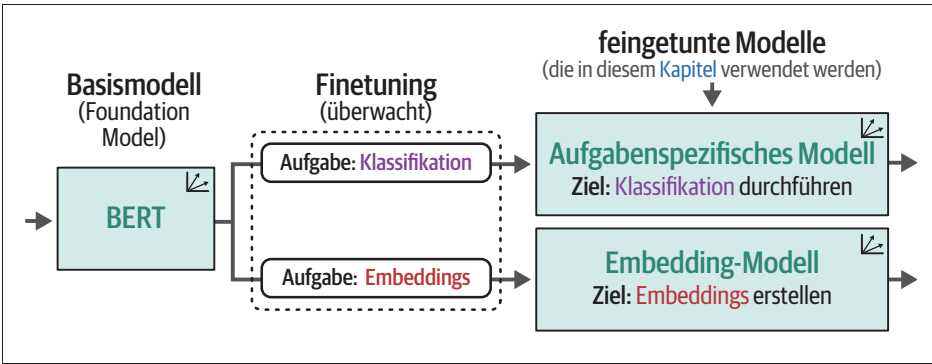 Basismodell
(Foundation
Model)
BERT
Finetuning
(überwacht)
Aufgabe: Klassifikation
Aufgabe: Embeddings
feingetunte Modelle
(die in diesem Kapitel verwendet werden)
Aufgabenspezifisches Modell
Ziel: Klassifikation durchführen
Embedding-Modell
Ziel: Embeddings erstellen